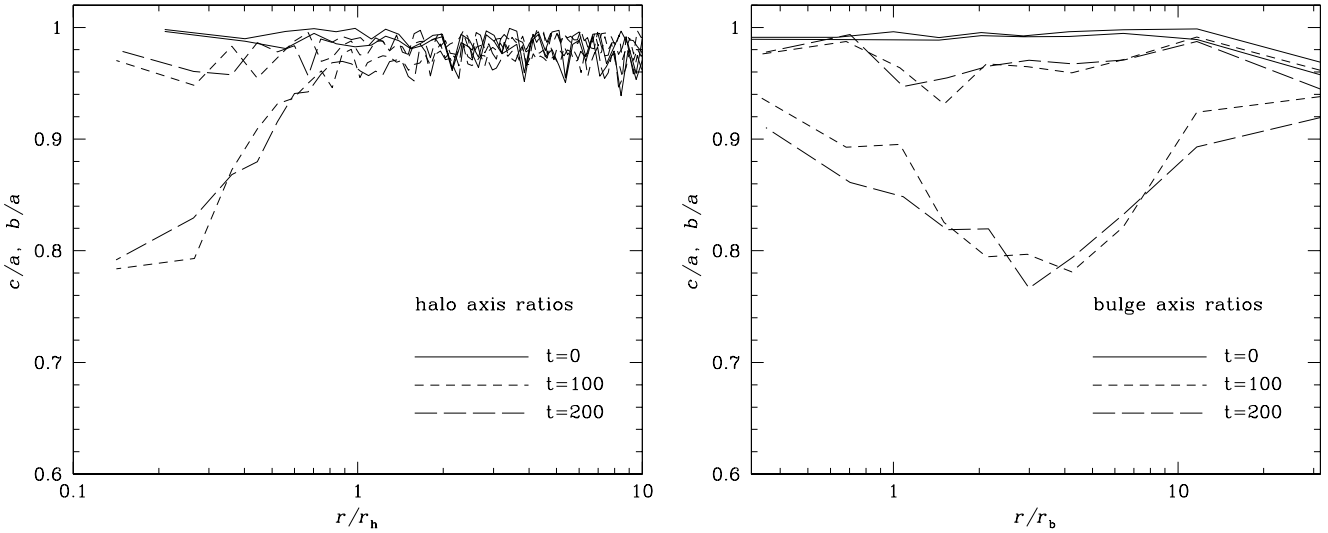 1
0.9
0.8
0.7
0.6
c/a, b/a
0.1
1
10
r/r_h
halo axis ratios
t=0
t=100
t=200
1
0.9
0.8
0.7
0.6
c/a, b/a
1
10
r/r_b
bulge axis ratios
t=0
t=100
t=200